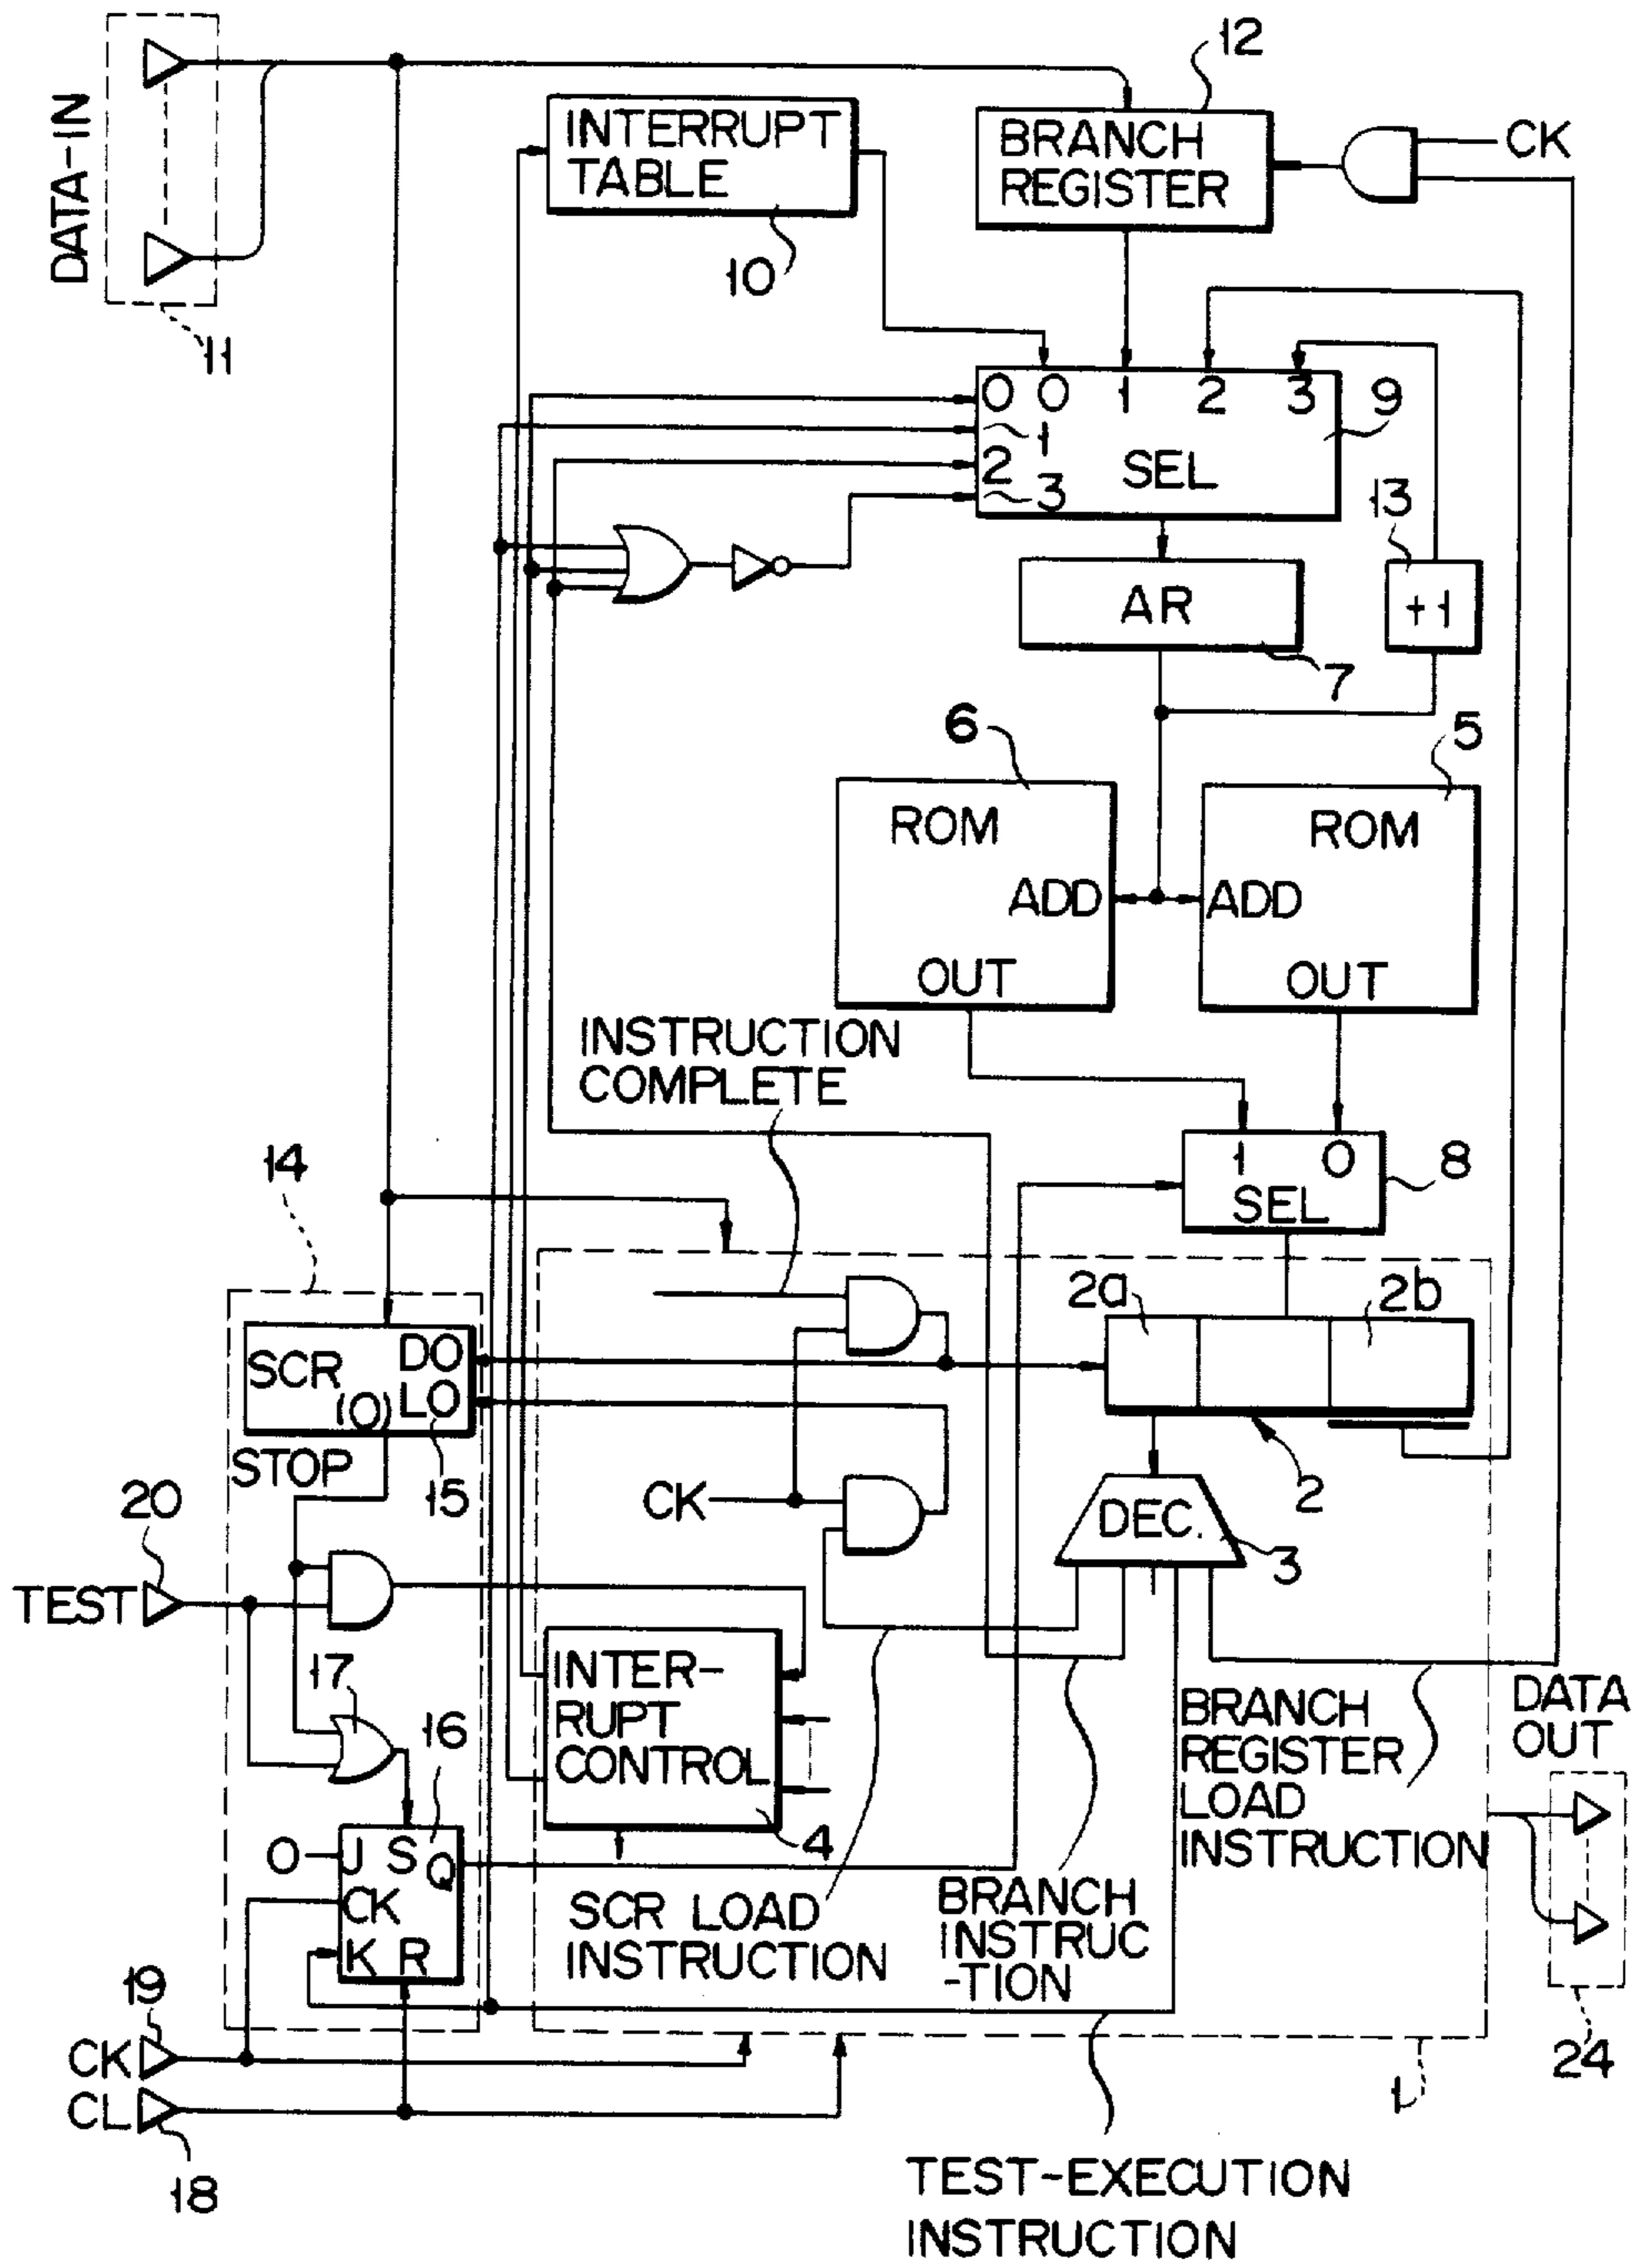 DATA-IN
11
INTERRUPT
TABLE
10
12
BRANCH
REGISTER
CK
0 0 1 2 3
1
2
3
SEL
9
13
+1
AR
7
6
ROM
ADD
OUT
5
ROM
ADD
OUT
INSTRUCTION
COMPLETE
1 0
SEL
8
14
SCR
(0)
DO
LO
15
STOP
2a
2b
2
CK
DEC.
3
20
TEST
17
16
INTER-
RUPT
CONTROL
4
0
J S Q
CK
K R
SCR LOAD
INSTRUCTION
BRANCH
INSTRUC
-TION
BRANCH
REGISTER
LOAD
INSTRUCTION
DATA
OUT
24
1
19
CK
CL
18
TEST-EXECUTION
INSTRUCTION